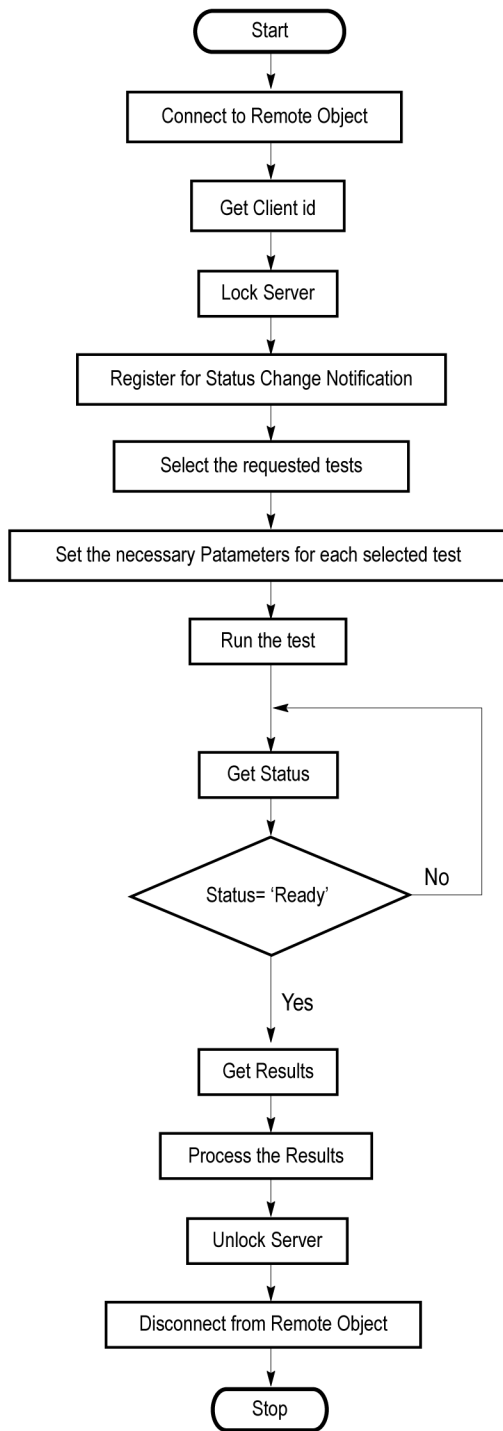 Start
Connect to Remote Object
Get Client id
Lock Server
Register for Status Change Notification
Select the requested tests
Set the necessary Patameters for each selected test
Run the test
Get Status
Status= ‘Ready’
No
Yes
Get Results
Process the Results
Unlock Server
Disconnect from Remote Object
Stop